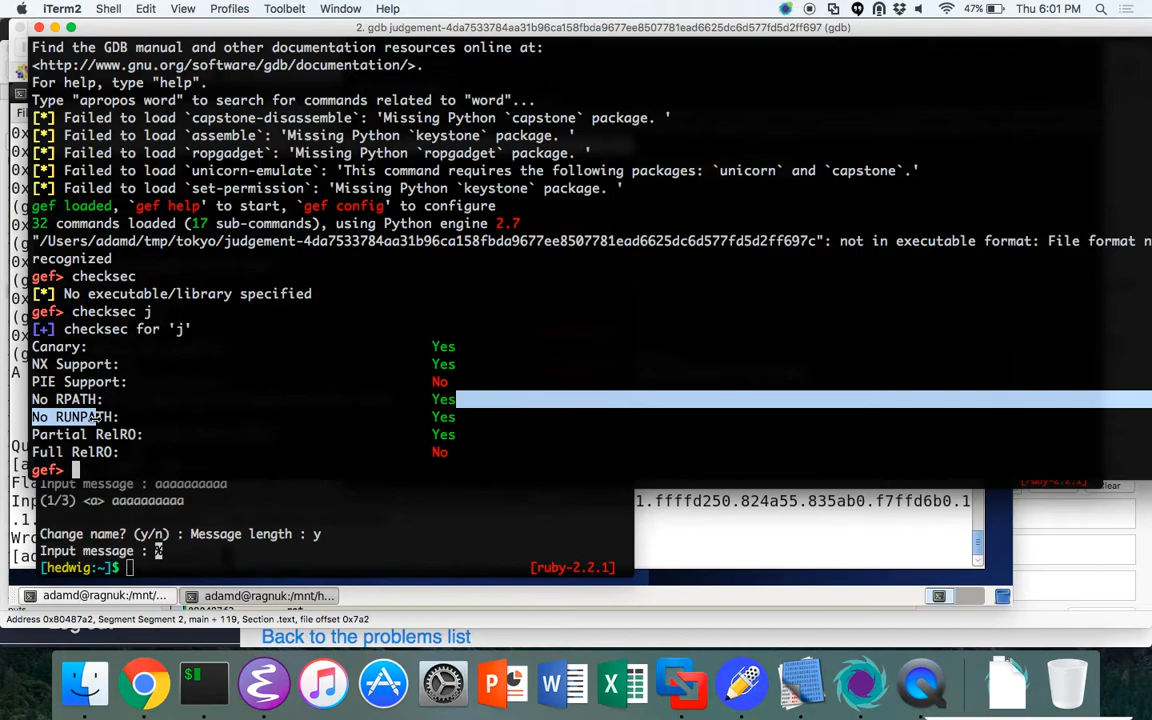 iTerm2 Shell Edit View Profiles Toolbelt Window Help 47% Thu 6:01 PM
2. gdb judgement-4da7533784aa31b96ca158fbda9677ee8507781ead6625dc6d577fd5d2ff697 (gdb)
Find the GDB manual and other documentation resources online at:
<http://www.gnu.org/software/gdb/documentation/>.
For help, type "help".
Type "apropos word" to search for commands related to "word"...
[*] Failed to load `capstone-disassemble`: 'Missing Python `capstone` package. '
[*] Failed to load `assemble`: 'Missing Python `keystone` package. '
[*] Failed to load `ropgadget`: 'Missing Python `ropgadget` package. '
[*] Failed to load `unicorn-emulate`: 'This command requires the following packages: `unicorn` and `capstone`.'
[*] Failed to load `set-permission`: 'Missing Python `keystone` package. '
gef loaded, `gef help' to start, `gef config' to configure
32 commands loaded (17 sub-commands), using Python engine 2.7
"/Users/adamd/tmp/tokyo/judgement-4da7533784aa31b96ca158fbda9677ee8507781ead6625dc6d577fd5d2ff697c": not in executable format: File format n
recognized
gef> checksec
[*] No executable/library specified
gef> checksec j
[+] checksec for 'j'
Canary: Yes
NX Support: Yes
PIE Support: No
No RPATH: Yes
No RUNPATH: Yes
Partial RelRO: Yes
Full RelRO: No
gef>
Input message : aaaaaaaaaa
(1/3) <a> aaaaaaaaaa
1.ffffd250.824a55.835ab0.f7ffd6b0.1
Change name? (y/n) : Message length : y
Input message : %
[hedwig:~]$ [ruby-2.2.1]
adamd@ragnuk:/mnt/... adamd@ragnuk:/mnt/h...
Address 0x80487a2, Segment Segment 2, main + 119, Section .text, file offset 0x7a2
Back to the problems list